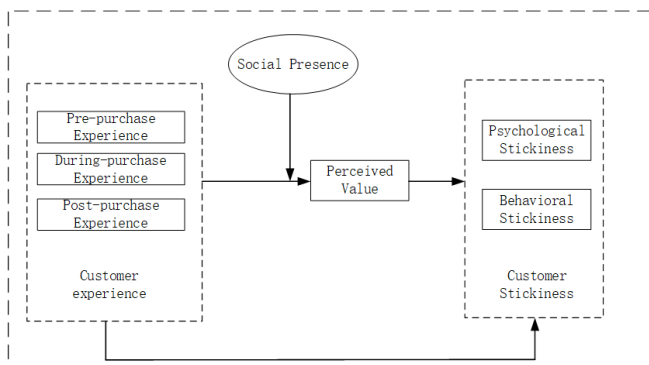 Social Presence
Pre-purchase
Experience
During-purchase
Experience
Post-purchase
Experience
Customer
experience
Perceived
Value
Psychological
Stickiness
Behavioral
Stickiness
Customer
Stickiness